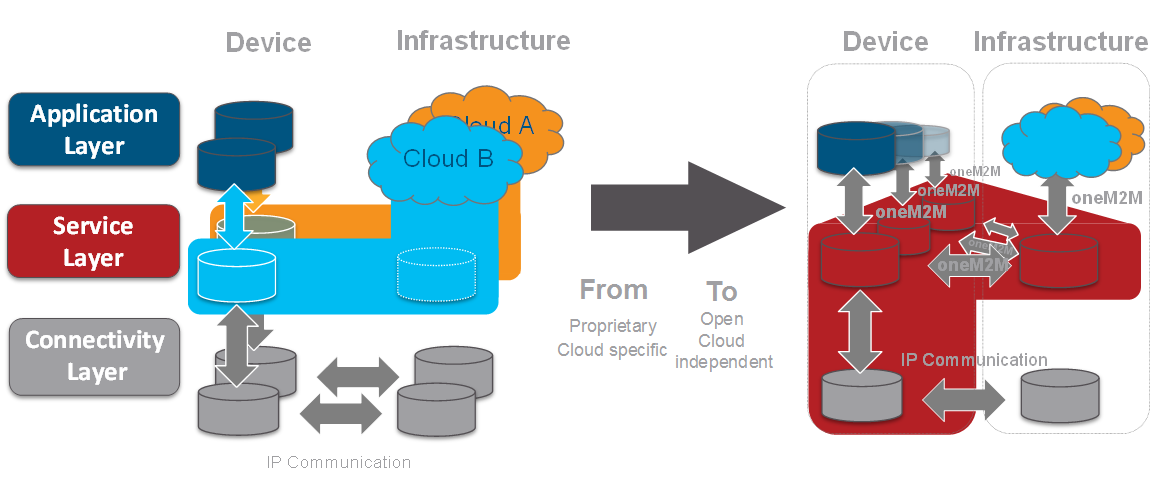 Device
Infrastructure
Application
Layer
Cloud A
Cloud B
Service
Layer
Connectivity
Layer
IP Communication
From
Proprietary
Cloud specific
To
Open
Cloud
independent
Device
Infrastructure
oneM2M
oneM2M
oneM2M
oneM2M
oneM2M
oneM2M
IP Communication